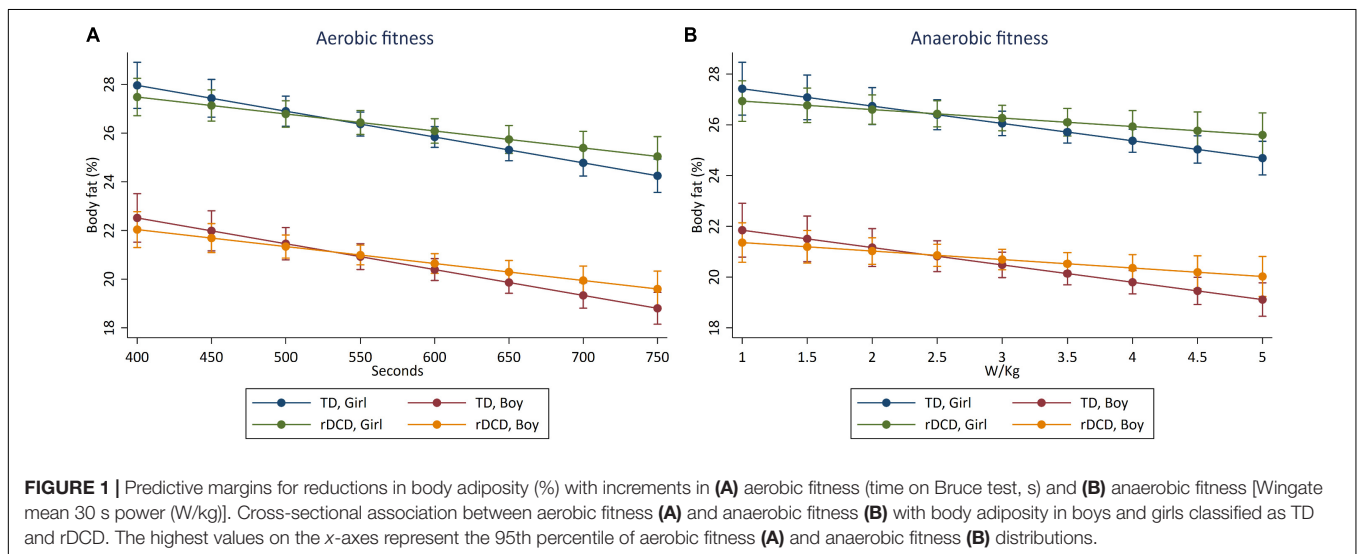 A
Aerobic fitness
Body fat (%)
28
26
24
22
20
18
400 450 500 550 600 650 700 750
Seconds
TD, Girl TD, Boy
rDCD, Girl rDCD, Boy
B
Anaerobic fitness
Body fat (%)
28
26
24
22
20
18
1 1.5 2 2.5 3 3.5 4 4.5 5
W/Kg
TD, Girl TD, Boy
rDCD, Girl rDCD, Boy
FIGURE 1 | Predictive margins for reductions in body adiposity (%) with increments in (A) aerobic fitness (time on Bruce test, s) and (B) anaerobic fitness [Wingate
mean 30 s power (W/kg)]. Cross-sectional association between aerobic fitness (A) and anaerobic fitness (B) with body adiposity in boys and girls classified as TD
and rDCD. The highest values on the x-axes represent the 95th percentile of aerobic fitness (A) and anaerobic fitness (B) distributions.